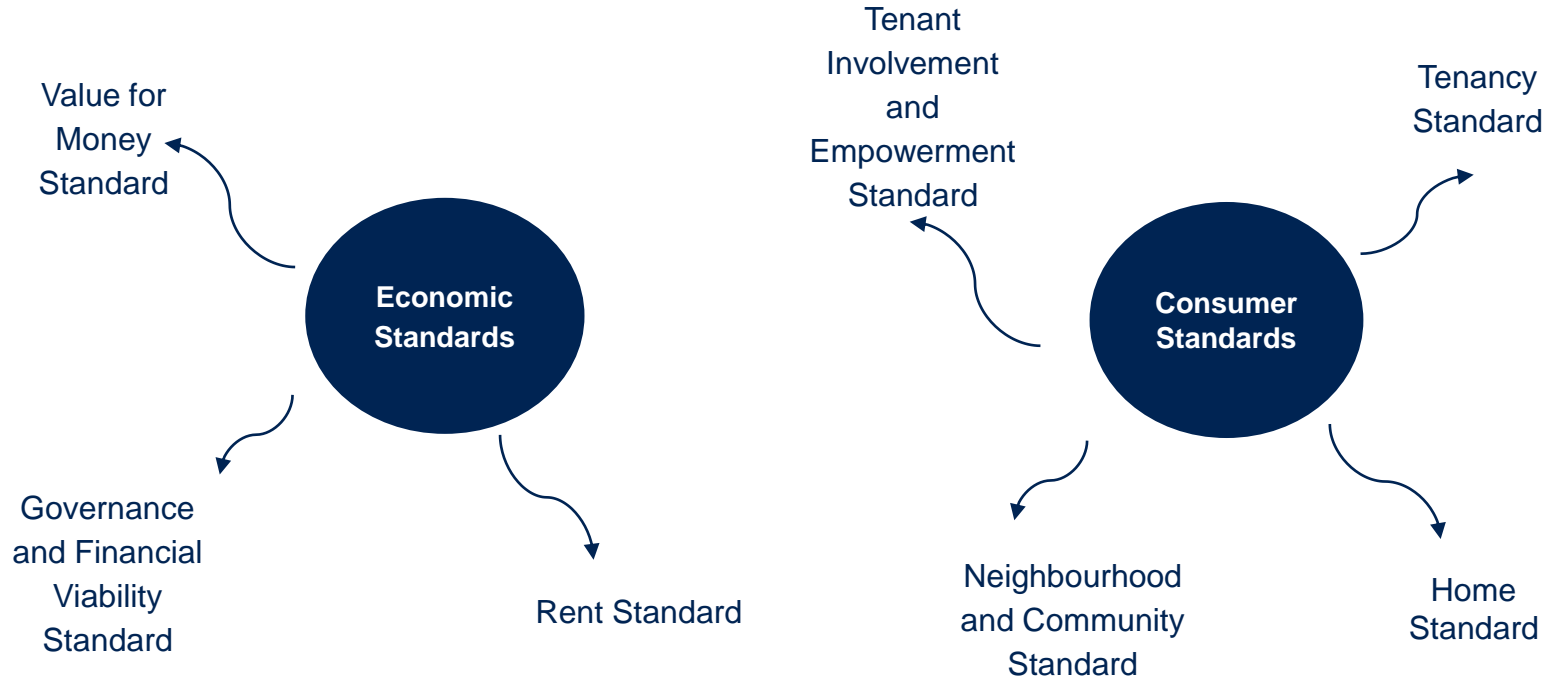 Value for
Money
Standard
Economic
Standards
Governance
and Financial
Viability
Standard
Rent Standard
Tenant
Involvement
and
Empowerment
Standard
Tenancy
Standard
Consumer
Standards
Neighbourhood
and Community
Standard
Home
Standard